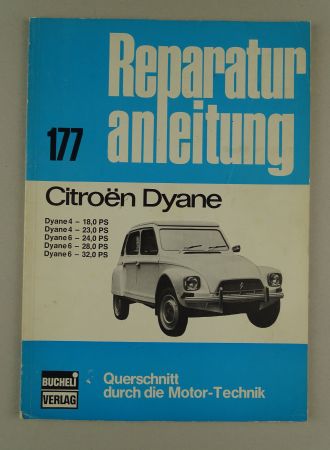 Reparatur
anleitung
177
Citroën Dyane
Dyane 4 – 18,0 PS
Dyane 4 – 23,0 PS
Dyane 6 – 24,0 PS
Dyane 6 – 28,0 PS
Dyane 6 – 32,0 PS
BUCHELI
VERLAG
Querschnitt
durch die Motor-Technik